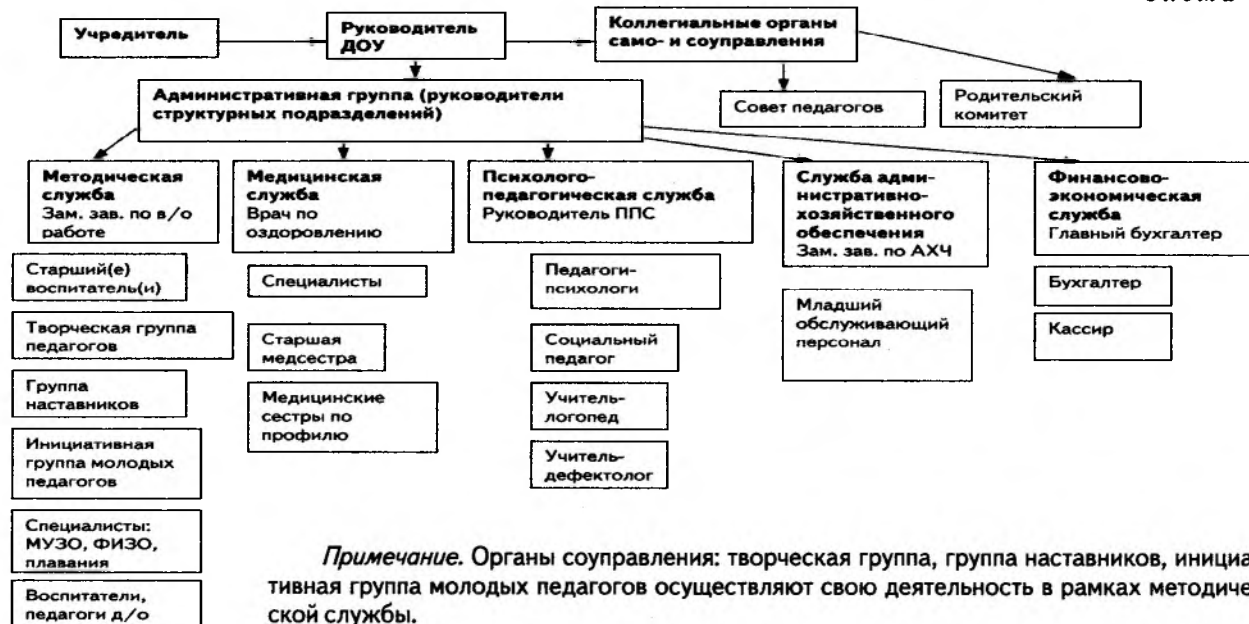 Учредитель
Руководитель
ДОУ
Коллегиальные органы
само- и соуправления
Административная группа (руководители
структурных подразделений)
Совет педагогов
Родительский
комитет
Методическая
служба
Зам. зав. по в/о
работе
Медицинская
служба
Врач по
оздоровлению
Психолого-
педагогическая служба
Руководитель ППС
Служба адми-
нистративно-
хозяйственного
обеспечения
Зам. зав. по АХЧ
Финансово-
экономическая
служба
Главный бухгалтер
Старший(е)
воспитатель(и)
Творческая группа
педагогов
Группа
наставников
Инициативная
группа молодых
педагогов
Специалисты:
МУЗО, ФИЗО,
плавания
Воспитатели,
педагоги д/о
Специалисты
Старшая
медсестра
Медицинские
сестры по
профилю
Педагоги-
психологи
Социальный
педагог
Учитель-
логопед
Учитель-
дефектолог
Младший
обслуживающий
персонал
Бухгалтер
Кассир
Примечание. Органы соуправления: творческая группа, группа наставников, инициа-
тивная группа молодых педагогов осуществляют свою деятельность в рамках методиче-
ской службы.